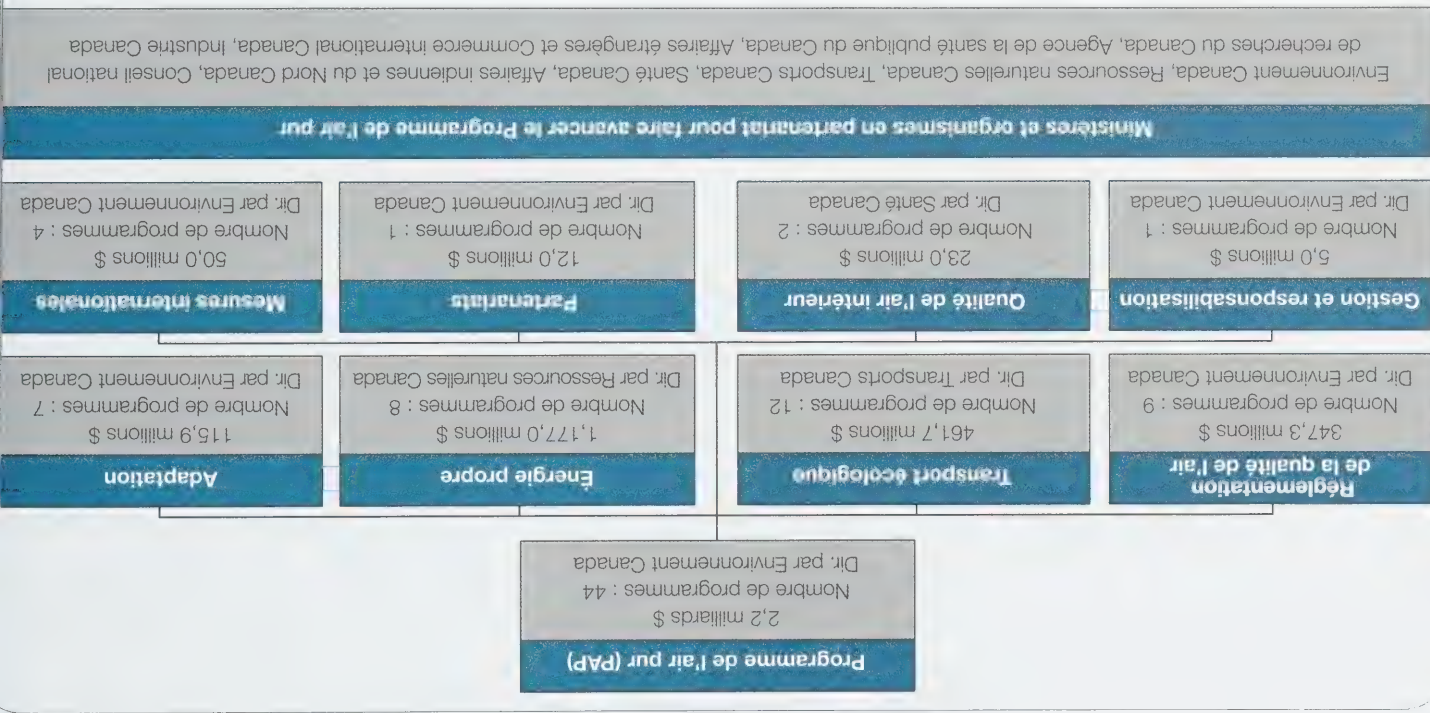 Programme de l'air pur (PAP)
2,2 milliards $
Nombre de programmes : 44
Dir. par Environnement Canada
Réglementation
de la qualité de l'air
347,3 millions $
Nombre de programmes : 9
Dir. par Environnement Canada
Transport écologique
461,7 millions $
Nombre de programmes : 12
Dir. par Transports Canada
Énergie propre
1,177,0 millions $
Nombre de programmes : 8
Dir. par Ressources naturelles Canada
Adaptation
115,9 millions $
Nombre de programmes : 7
Dir. par Environnement Canada
Gestion et responsabilisation
5,0 millions $
Nombre de programmes : 1
Dir. par Environnement Canada
Qualité de l'air intérieur
23,0 millions $
Nombre de programmes : 2
Dir. par Santé Canada
Partenariats
12,0 millions $
Nombre de programmes : 1
Dir. par Environnement Canada
Mesures internationales
50,0 millions $
Nombre de programmes : 4
Dir. par Environnement Canada
Ministères et organismes en partenariat pour faire avancer le Programme de l'air pur
Environnement Canada, Ressources naturelles Canada, Transports Canada, Santé Canada, Affaires indiennes et du Nord Canada, Conseil national
de recherches du Canada, Agence de la santé publique du Canada, Affaires étrangères et Commerce international Canada, Industrie Canada